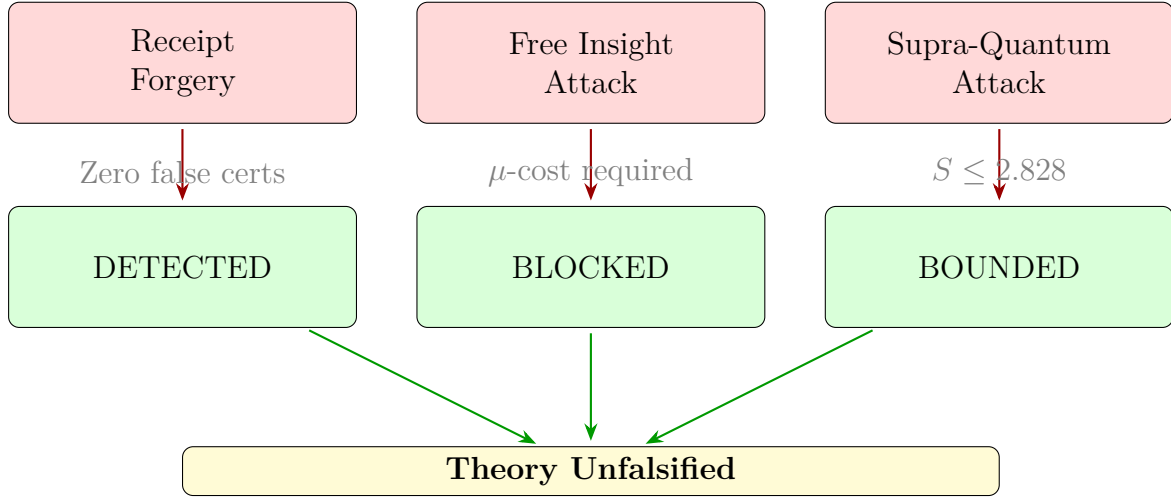 Receipt
Forgery
Free Insight
Attack
Supra-Quantum
Attack
Zero false certs
μ-cost required
S ≤ 2.828
DETECTED
BLOCKED
BOUNDED
Theory Unfalsified